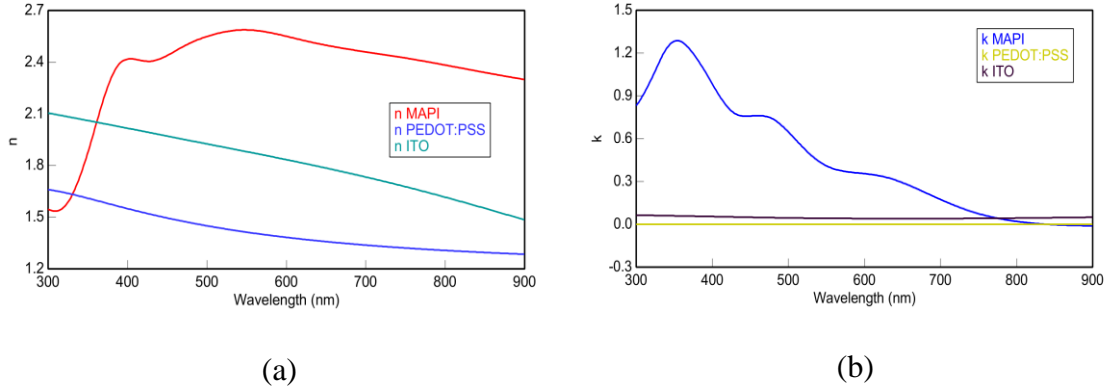 2.7
2.4
2.1
1.8
1.5
1.2
n
n MAPI
n PEDOT:PSS
n ITO
300 400 500 600 700 800 900
Wavelength (nm)
(a)
1.5
1.2
0.9
0.6
0.3
0.0
-0.3
k
k MAPI
k PEDOT:PSS
k ITO
300 400 500 600 700 800 900
Wavelength (nm)
(b)